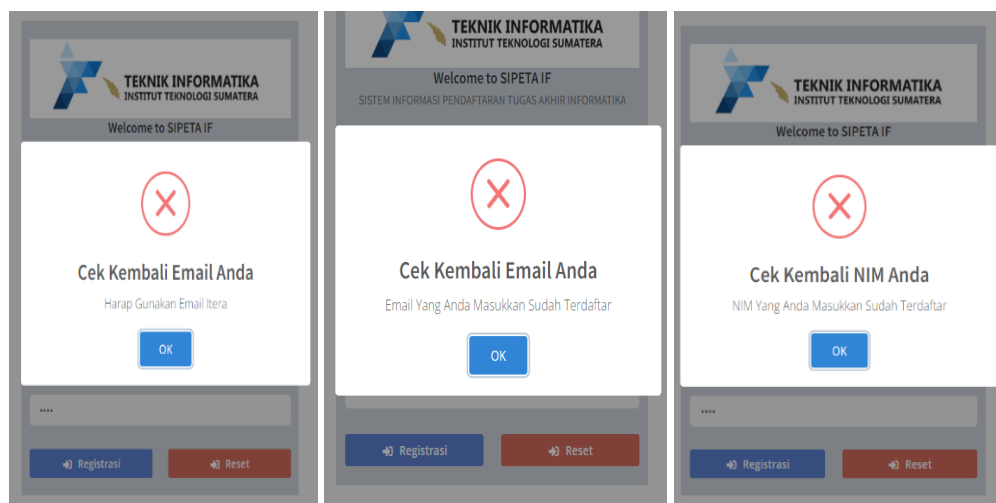 TEKNIK INFORMATIKA
INSTITUT TEKNOLOGI SUMATERA
Welcome to SIPETA IF
Cek Kembali Email Anda
Harap Gunakan Email Itera
OK
Registrasi
Reset
TEKNIK INFORMATIKA
INSTITUT TEKNOLOGI SUMATERA
Welcome to SIPETA IF
SISTEM INFORMASI PENDAFTARAN TUGAS AKHIR INFORMATIKA
Cek Kembali Email Anda
Email Yang Anda Masukkan Sudah Terdaftar
OK
Registrasi
Reset
TEKNIK INFORMATIKA
INSTITUT TEKNOLOGI SUMATERA
Welcome to SIPETA IF
Cek Kembali NIM Anda
NIM Yang Anda Masukkan Sudah Terdaftar
OK
Registrasi
Reset